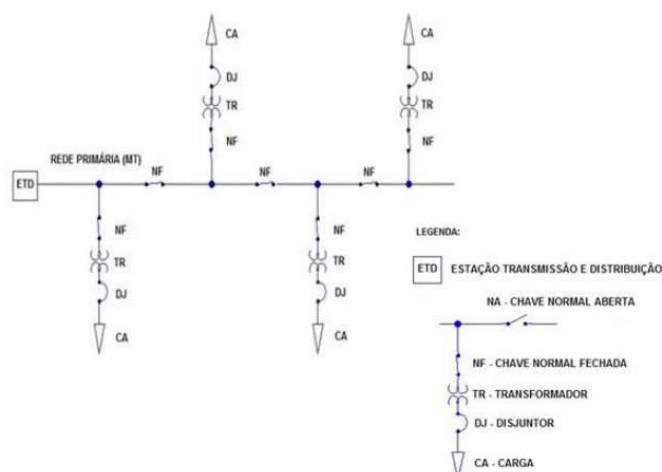 CA
CA
DJ
DJ
TR
TR
NF
NF
REDE PRIMÁRIA (MT)
NF
NF
NF
ETD
NF
NF
TR
TR
DJ
DJ
CA
CA
LEGENDA:
ETD ESTAÇÃO TRANSMISSÃO E DISTRIBUIÇÃO
NA - CHAVE NORMAL ABERTA
NF - CHAVE NORMAL FECHADA
TR - TRANSFORMADOR
DJ - DISJUNTOR
CA - CARGA